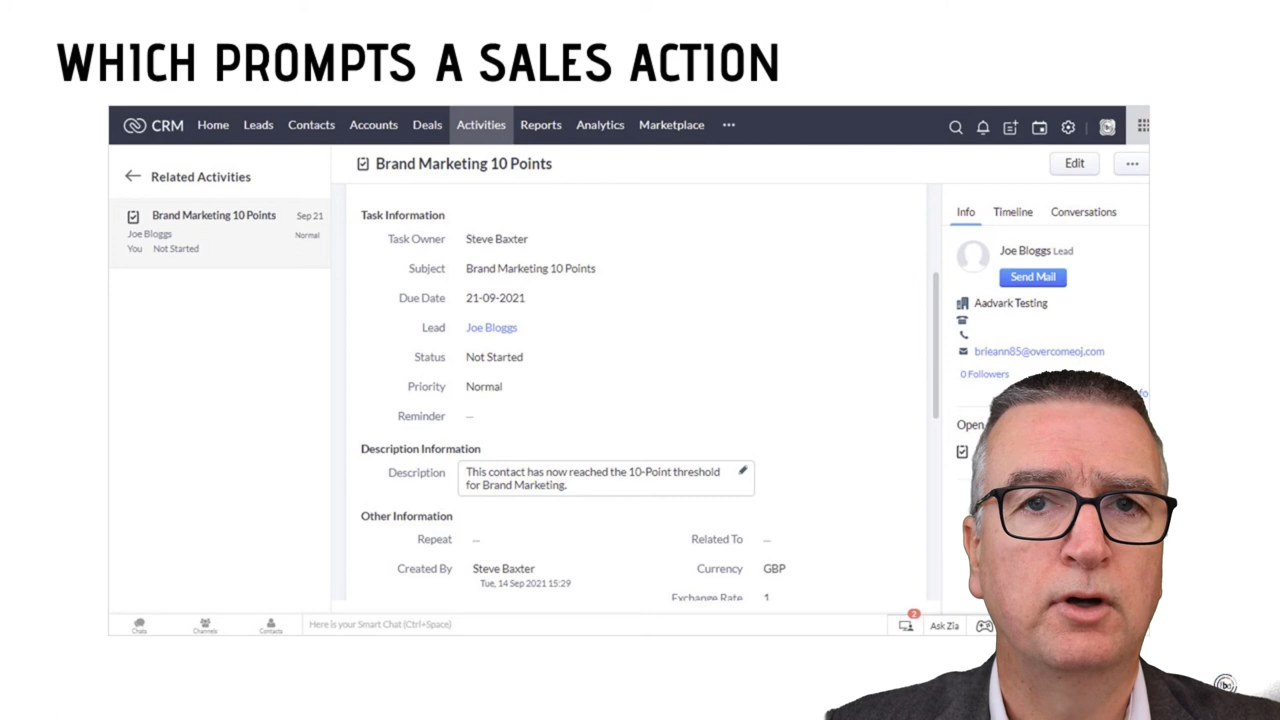 WHICH PROMPTS A SALES ACTION
CRM Home Leads Contacts Accounts Deals Activities Reports Analytics Marketplace ...
Related Activities
Brand Marketing 10 Points Sep 21
Joe Bloggs Normal
You Not Started
Brand Marketing 10 Points
Edit ...
Task Information
Task Owner Steve Baxter
Subject Brand Marketing 10 Points
Due Date 21-09-2021
Lead Joe Bloggs
Status Not Started
Priority Normal
Reminder —
Description Information
Description This contact has now reached the 10-Point threshold
for Brand Marketing.
Other Information
Repeat — Related To —
Created By Steve Baxter Currency GBP
Tue, 14 Sep 2021 15:29
Exchange Rate 1
Info Timeline Conversations
Joe Bloggs Lead
Send Mail
Aadvark Testing
brieann85@overcomeoj.com
0 Followers
Open
Chats Channels Contacts Here is your Smart Chat (Ctrl+Space)
2
Ask Zia